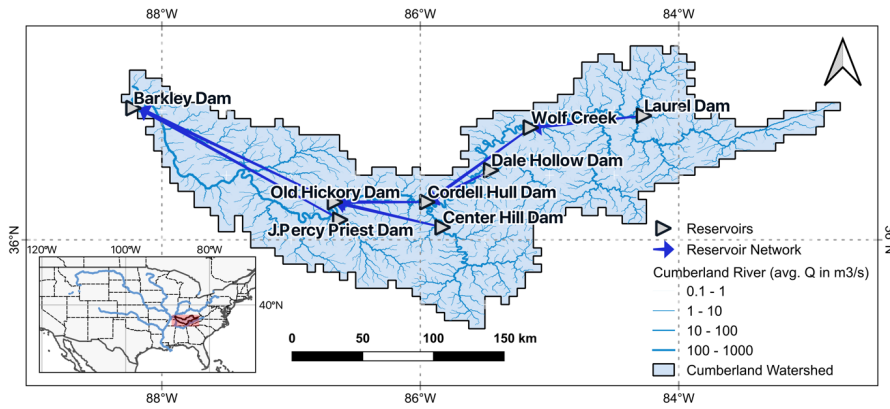 88°W 86°W 84°W
Barkley Dam
Laurel Dam
Wolf Creek
Dale Hollow Dam
Old Hickory Dam
Cordell Hull Dam
Center Hill Dam
J.Percy Priest Dam
36°N
120°W 100°W 80°W
40°N
0 50 100 150 km
Reservoirs
Reservoir Network
Cumberland River (avg. Q in m3/s)
0.1 - 1
1 - 10
10 - 100
100 - 1000
Cumberland Watershed
88°W 86°W 84°W